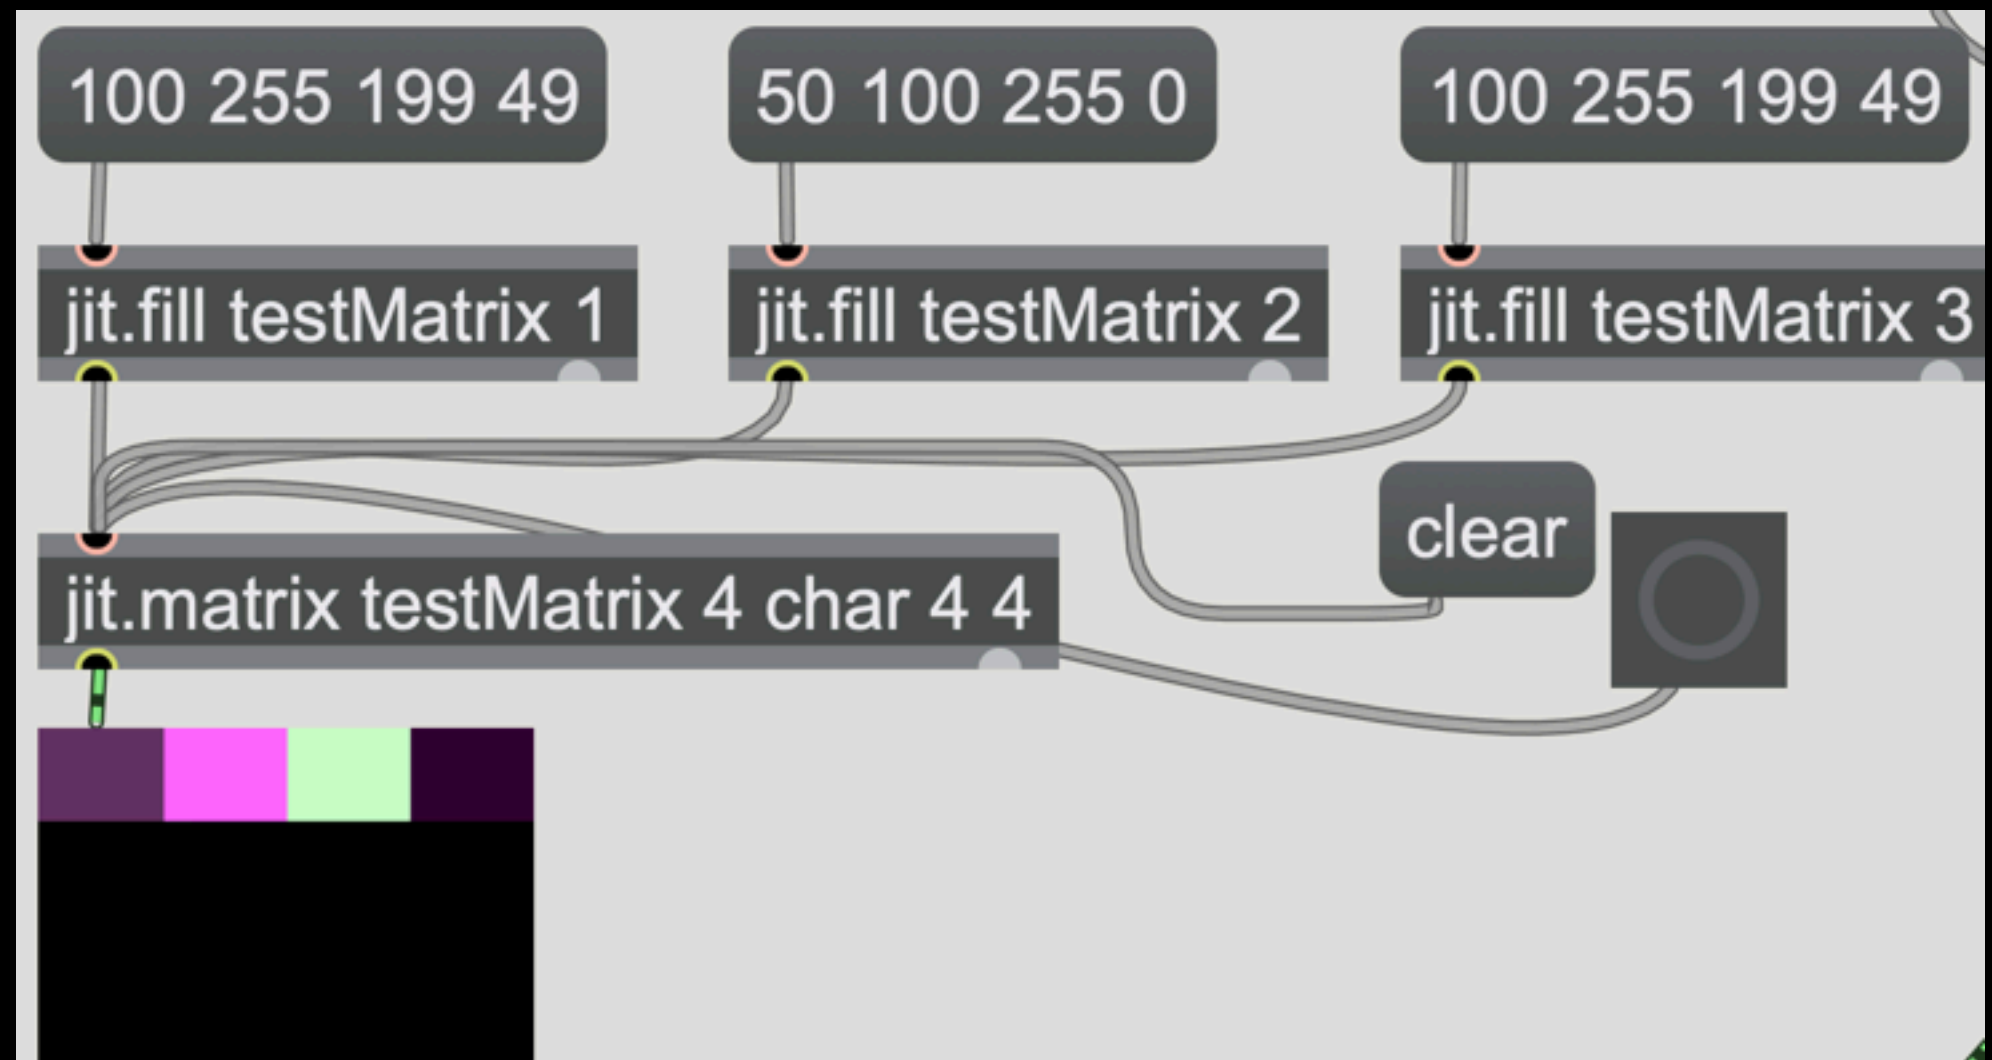 100 255 199 49
50 100 255 0
100 255 199 49
jit.fill testMatrix 1
jit.fill testMatrix 2
jit.fill testMatrix 3
clear
jit.matrix testMatrix 4 char 4 4